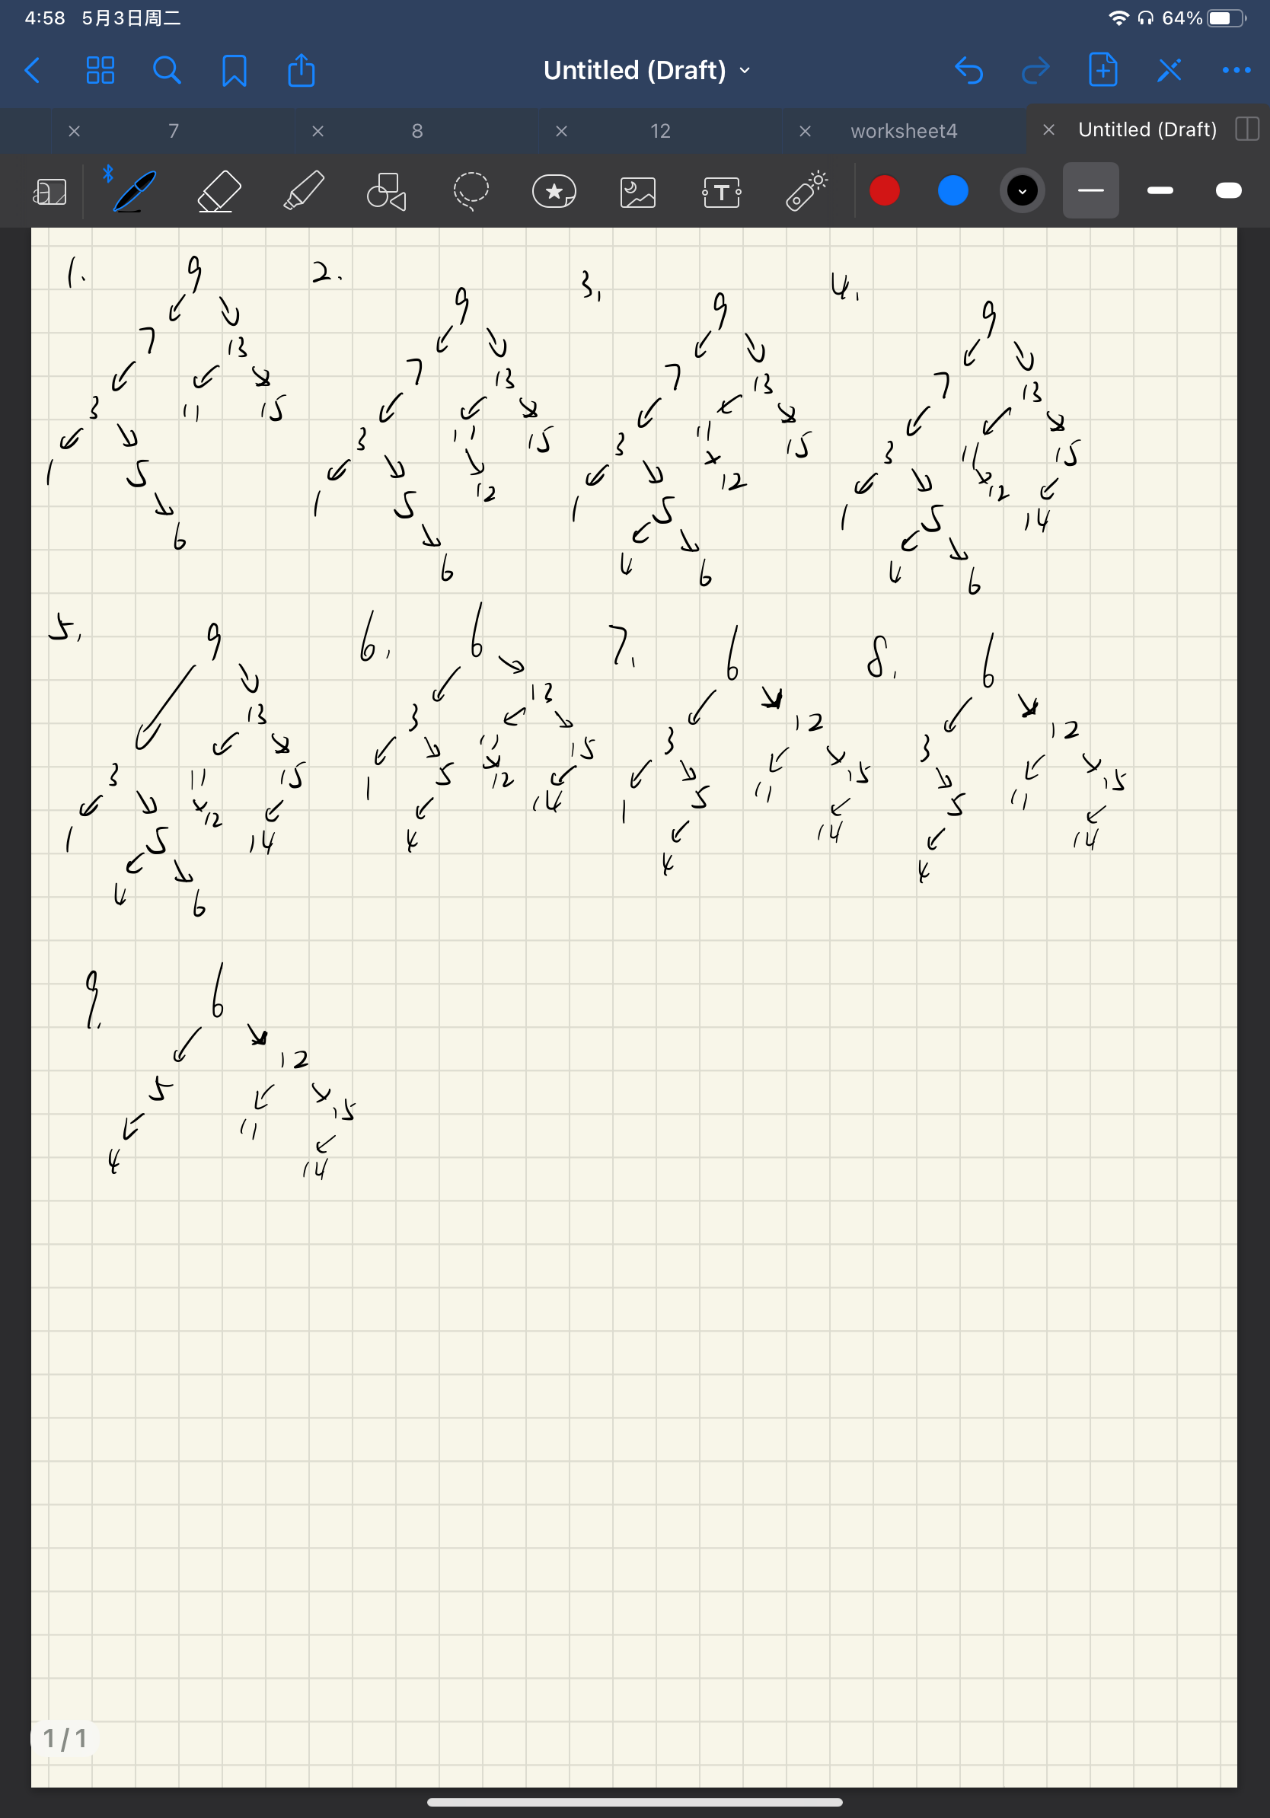 4:58 5月3日周二 64%
Untitled (Draft)
7 8 12 worksheet4 Untitled (Draft)
T
1. 2. 3. 4.
9 9 9 9
7 13 7 13 7 13 7 13
3 11 15 3 11 15 3 11 15 3 11 15
1 5 1 5 12 1 5 12 1 5 12 14
6 6 4 6 4 6
5. 6. 7. 8.
9 6 6 6
13 3 13 3 12 3 12
3 11 15 1 5 11 15 1 5 11 15 5 11 15
1 5 12 14 4 12 14 4 14 4 14
4 6
9.
6
5 12
4 11 15
14
1/1